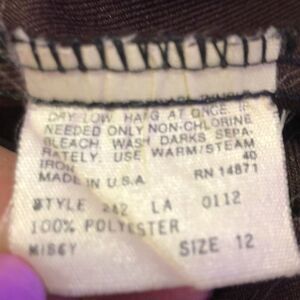 DRY LOW. HANG AT ONCE. IF
NEEDED ONLY NON-CHLORINE
BLEACH. WASH DARKS SEPA-
RATELY. USE WARM/STEAM
IRON 40
MADE IN U.S.A. RN 14871
STYLE 242 LA 0112
100% POLYESTER
MISSY SIZE 12